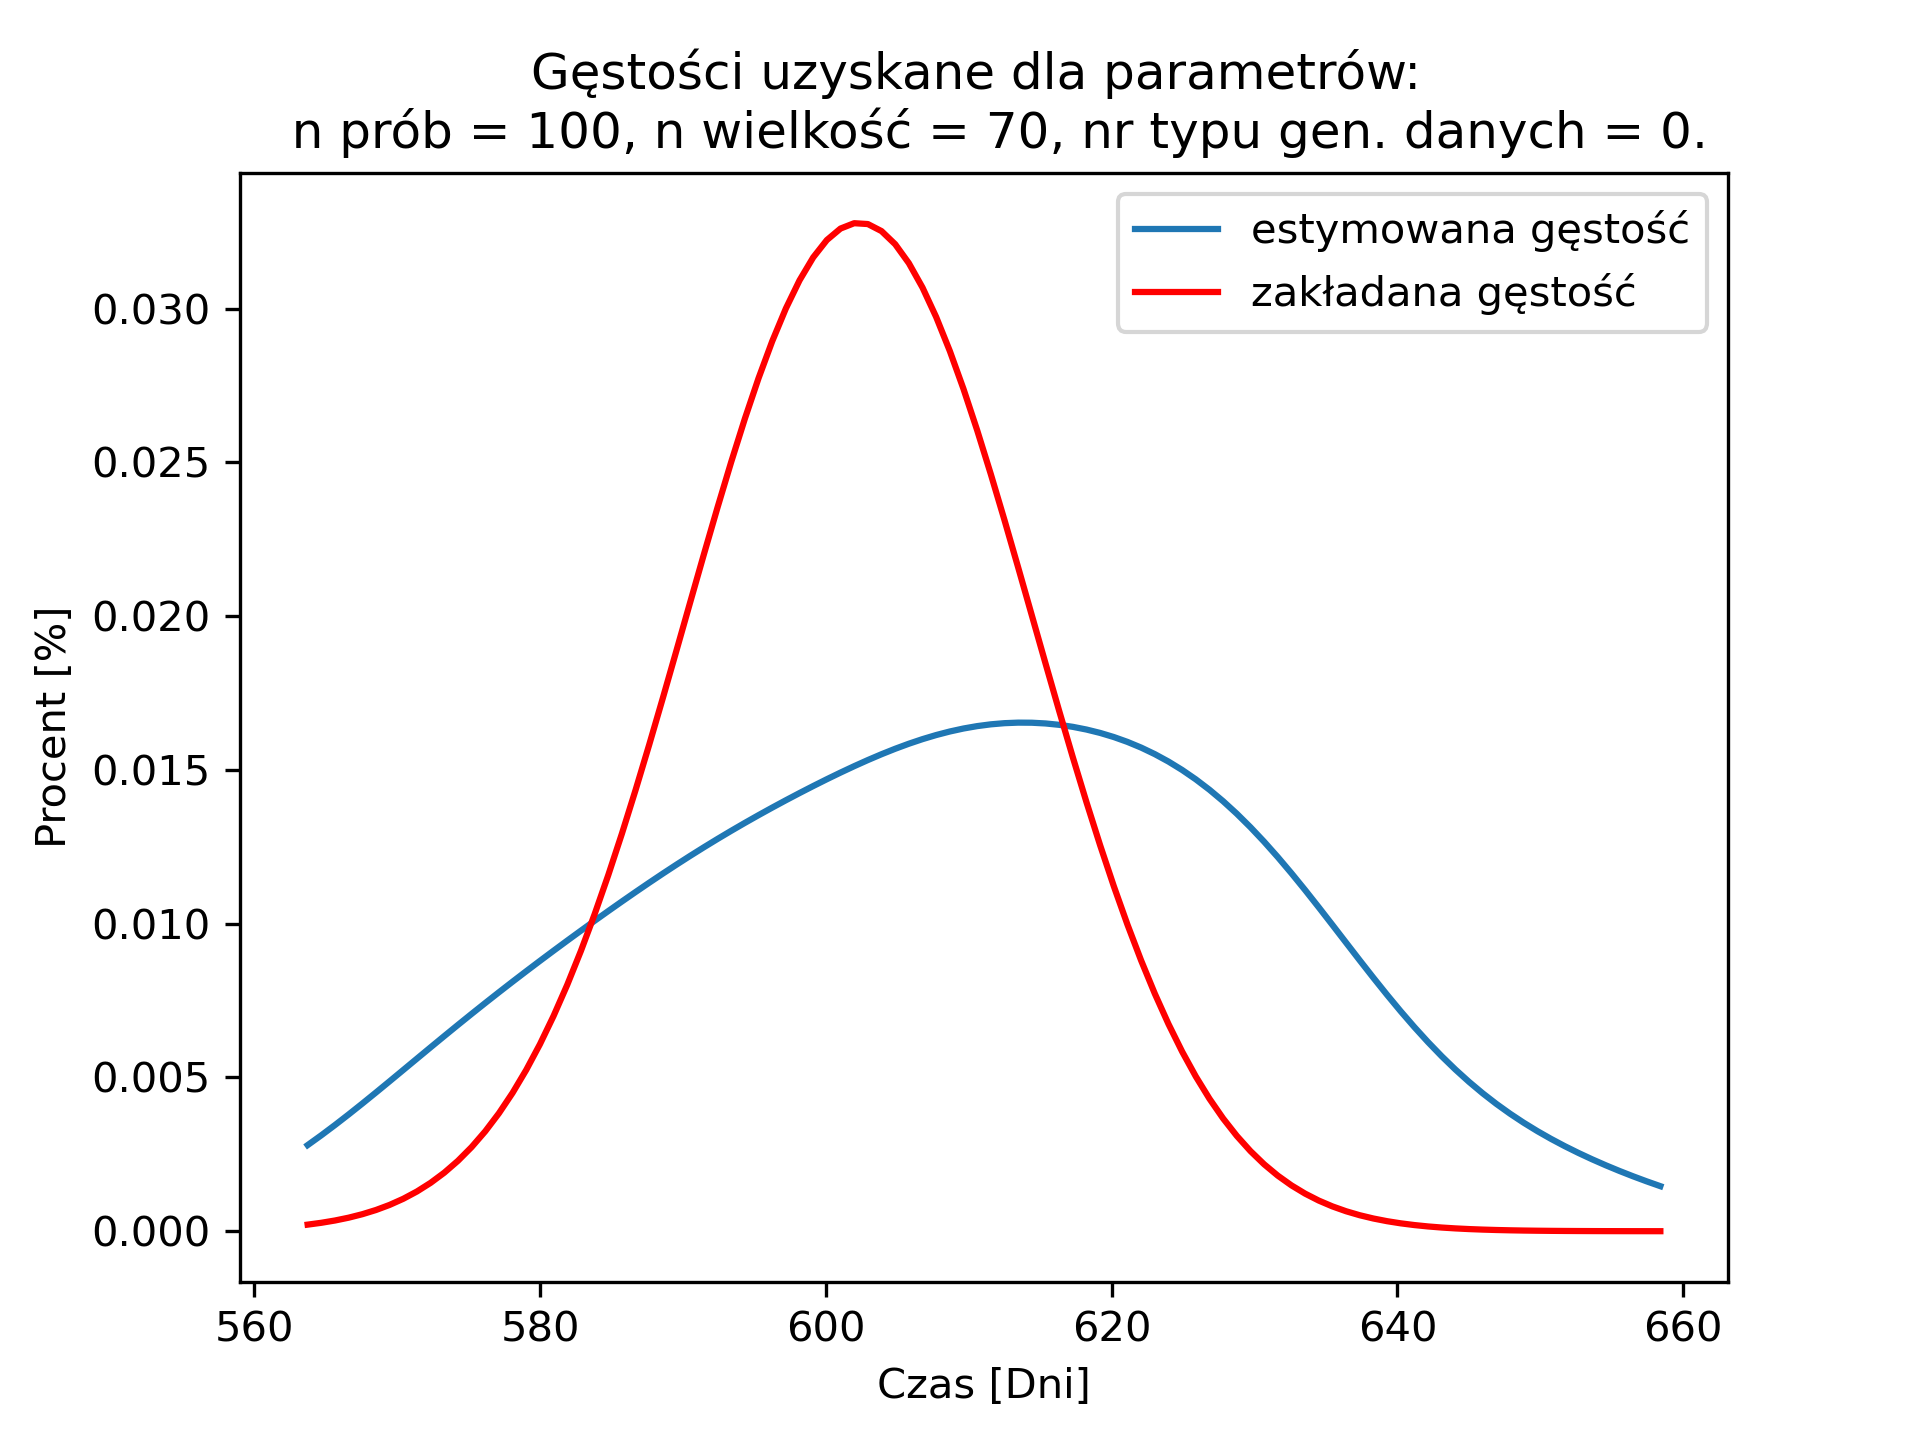 Gęstości uzyskane dla parametrów:
n prób = 100, n wielkość = 70, nr typu gen. danych = 0.
estymowana gęstość
zakładana gęstość
0.030
0.025
0.020
0.015
0.010
0.005
0.000
Procent [%]
560 580 600 620 640 660
Czas [Dni]